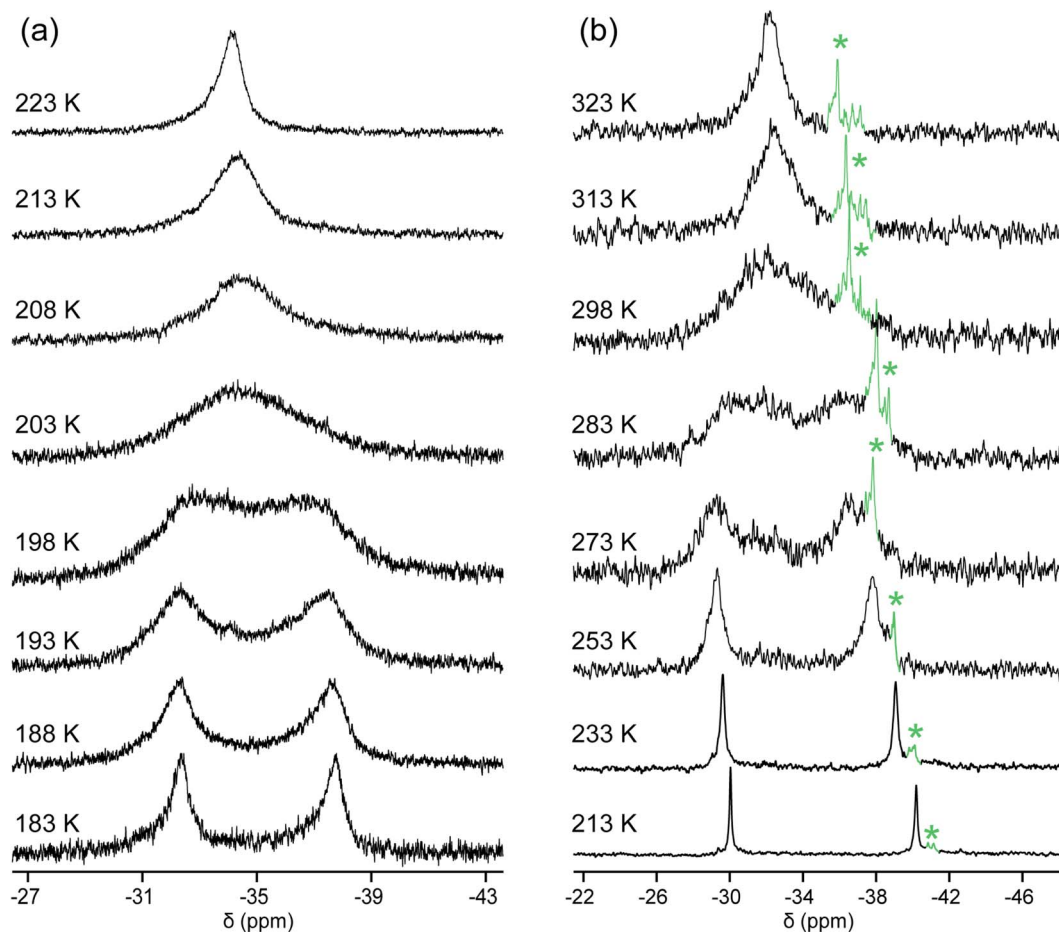 (a)
223 K
213 K
208 K
203 K
198 K
193 K
188 K
183 K
-27 -31 -35 -39 -43
δ (ppm)
(b)
323 K
*
313 K
*
298 K
*
283 K
*
273 K
*
253 K
*
233 K
*
213 K
*
-22 -26 -30 -34 -38 -42 -46
δ (ppm)